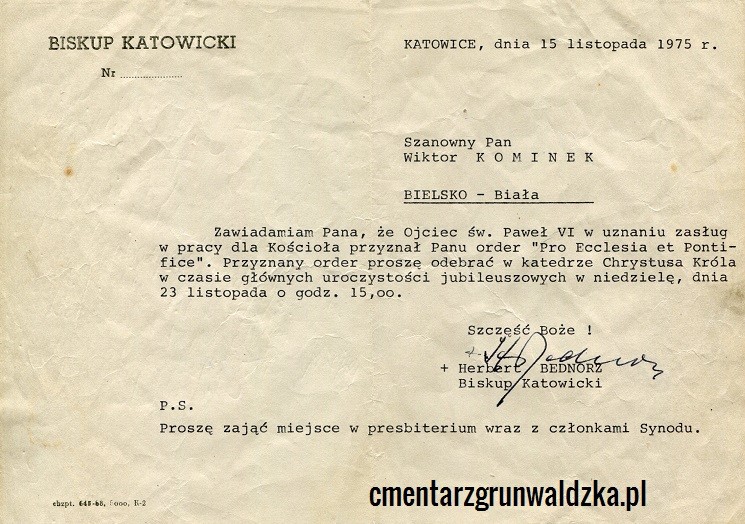 BISKUP KATOWICKI
Nr ......................
KATOWICE, dnia 15 listopada 1975 r.
Szanowny Pan
Wiktor K O M I N E K
BIELSKO - Biała
Zawiadamiam Pana, że Ojciec św. Paweł VI w uznaniu zasług
w pracy dla Kościoła przyznał Panu order "Pro Ecclesia et Ponti-
fice". Przyznany order proszę odebrać w katedrze Chrystusa Króla
w czasie głównych uroczystości jubileuszowych w niedzielę, dnia
23 listopada o godz. 15,oo.
Szczęść Boże !
+ Herbert BEDNORZ
Biskup Katowicki
P.S.
Proszę zająć miejsce w presbiterium wraz z członkami Synodu.
chzpt. ooo, R-2
cmentarzgrunwaldzka.pl